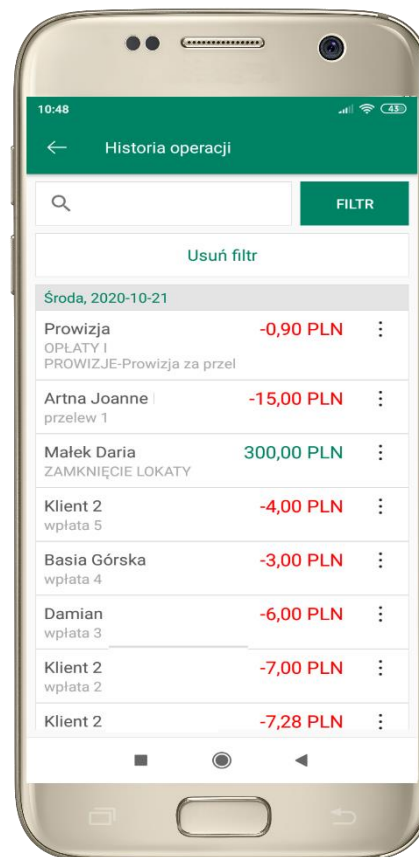 10:48
43
Historia operacji
FILTR
Usuń filtr
Środa, 2020-10-21
Prowizja -0,90 PLN
OPŁATY I
PROWIZJE-Prowizja za przel
Artna Joanne -15,00 PLN
przelew 1
Małek Daria 300,00 PLN
ZAMKNIĘCIE LOKATY
Klient 2 -4,00 PLN
wpłata 5
Basia Górska -3,00 PLN
wpłata 4
Damian -6,00 PLN
wpłata 3
Klient 2 -7,00 PLN
wpłata 2
Klient 2 -7,28 PLN